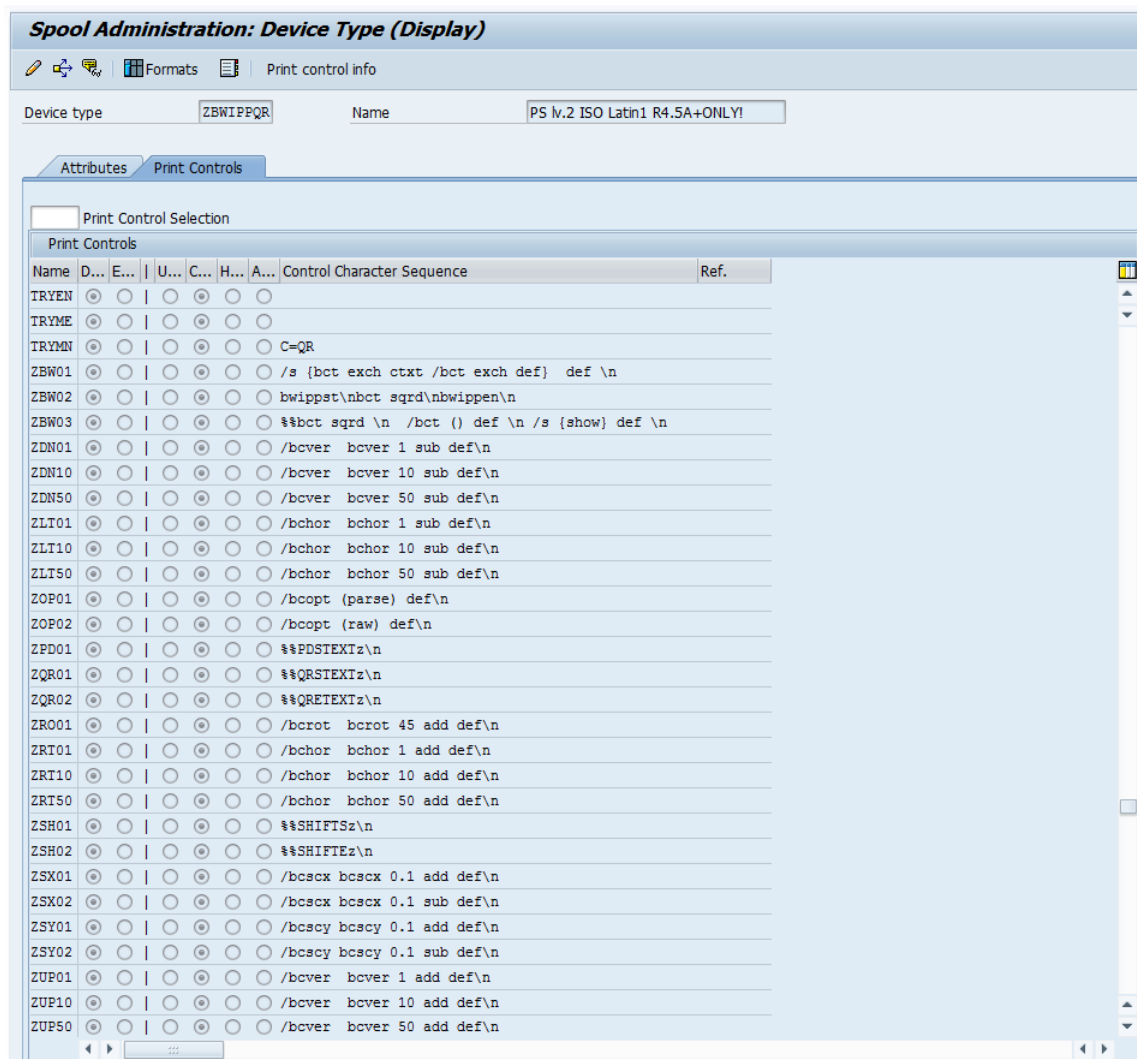 Spool Administration: Device Type (Display)
Formats Print control info
Device type ZBWIPPQR Name PS lv.2 ISO Latin1 R4.5A+ONLY!
Attributes Print Controls
Print Control Selection
Print Controls
Name D... E... | U... C... H... A... Control Character Sequence Ref.
TRYEN |
TRYME |
TRYMN | C=QR
ZBW01 | /s {bct exch ctxt /bct exch def}  def \n
ZBW02 | bwippst\nbct sqrd\nbwippen\n
ZBW03 | %%bct sqrd \n  /bct () def \n /s {show} def \n
ZDN01 | /bcver  bcver 1 sub def\n
ZDN10 | /bcver  bcver 10 sub def\n
ZDN50 | /bcver  bcver 50 sub def\n
ZLT01 | /bchor  bchor 1 sub def\n
ZLT10 | /bchor  bchor 10 sub def\n
ZLT50 | /bchor  bchor 50 sub def\n
ZOP01 | /bcopt (parse) def\n
ZOP02 | /bcopt (raw) def\n
ZPD01 | %%PDSTEXTz\n
ZQR01 | %%QRSTEXTz\n
ZQR02 | %%QRETEXTz\n
ZRO01 | /bcrot  bcrot 45 add def\n
ZRT01 | /bchor  bchor 1 add def\n
ZRT10 | /bchor  bchor 10 add def\n
ZRT50 | /bchor  bchor 50 add def\n
ZSH01 | %%SHIFTSz\n
ZSH02 | %%SHIFTEz\n
ZSX01 | /bcscx bcscx 0.1 add def\n
ZSX02 | /bcscx bcscx 0.1 sub def\n
ZSY01 | /bcscy bcscy 0.1 add def\n
ZSY02 | /bcscy bcscy 0.1 sub def\n
ZUP01 | /bcver  bcver 1 add def\n
ZUP10 | /bcver  bcver 10 add def\n
ZUP50 | /bcver  bcver 50 add def\n